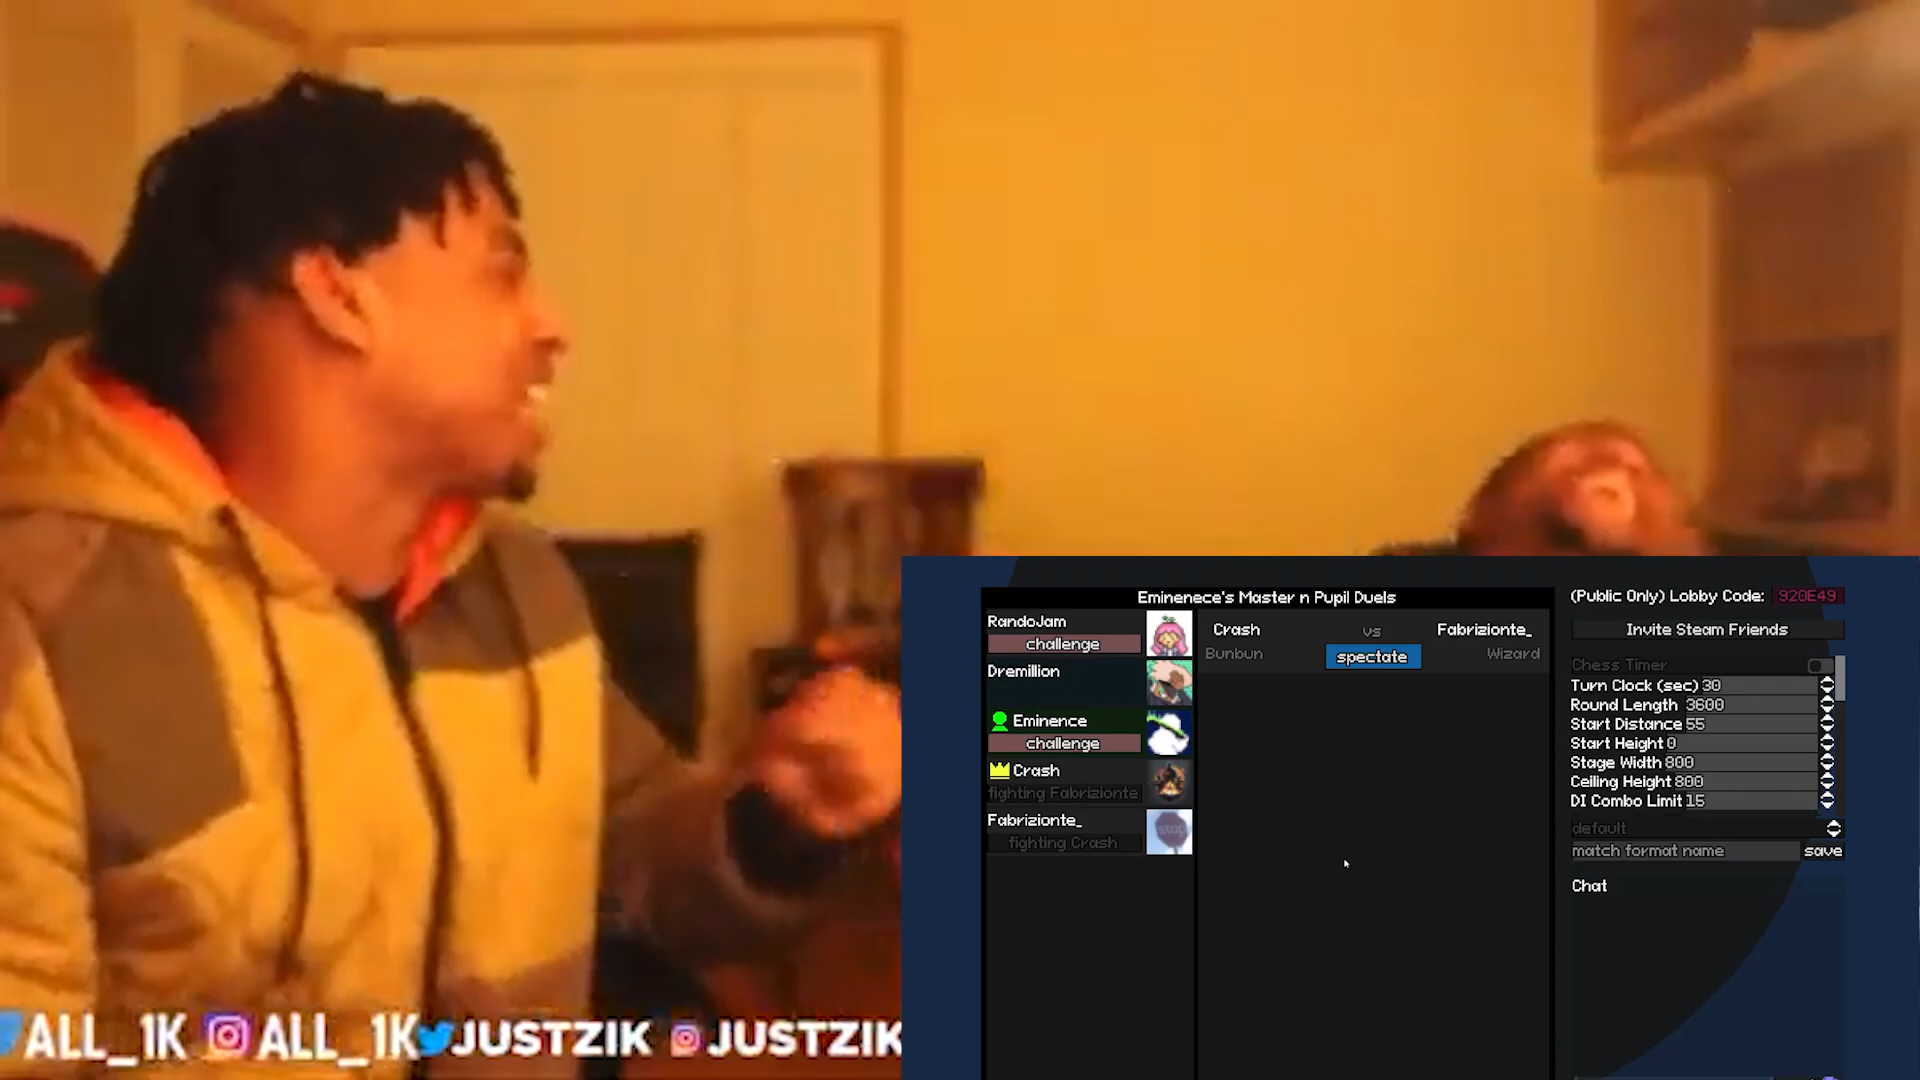 Eminenece's Master n Pupil Duels
RandoJam
challenge
Dremillion
Eminence
challenge
Crash
fighting Fabrizionte
Fabrizionte_
fighting Crash
Crash vs Fabrizionte_
Bunbun spectate Wizard
(Public Only) Lobby Code: 920E49
Invite Steam Friends
Chess Timer
Turn Clock (sec) 30
Round Length 3600
Start Distance 55
Start Height 0
Stage Width 800
Ceiling Height 800
DI Combo Limit 15
default
match format name save
Chat
ALL_1K ALL_1K JUSTZIK JUSTZIK